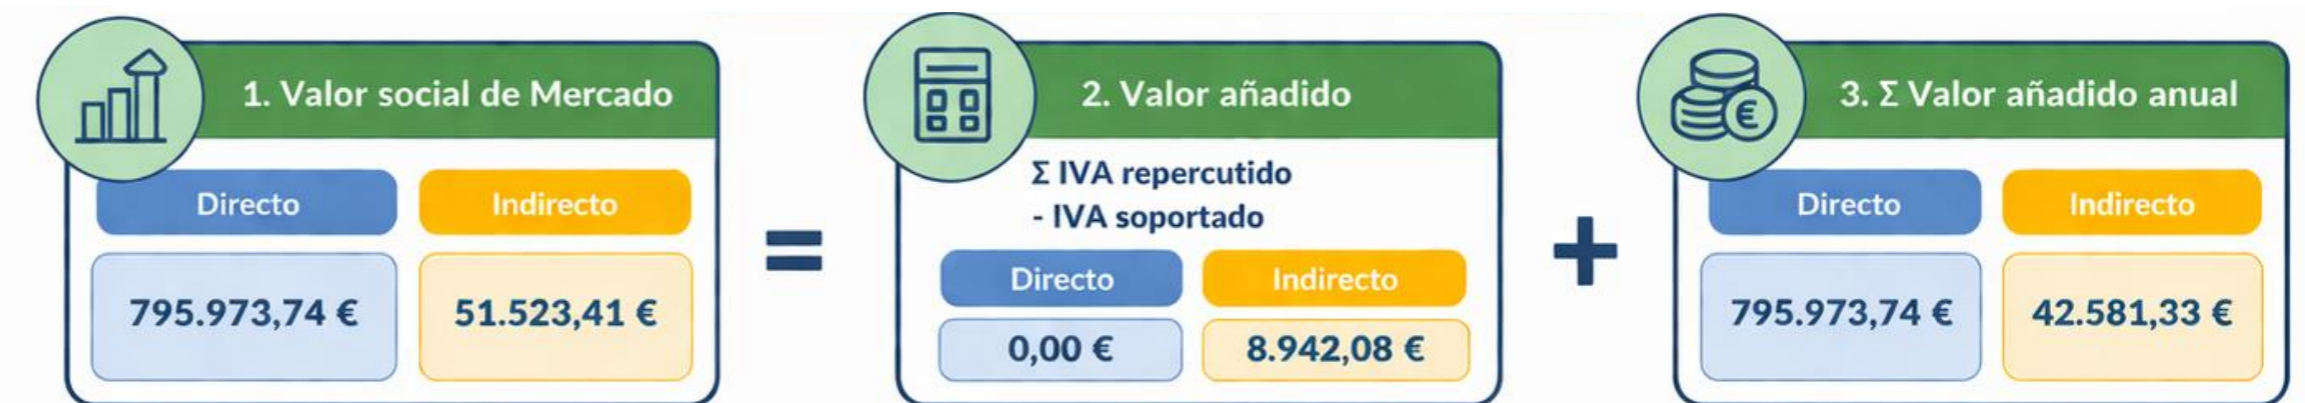 1. Valor social de Mercado
Directo
Indirecto
795.973,74 €
51.523,41 €
=
2. Valor añadido
Σ IVA repercutido
- IVA soportado
Directo
Indirecto
0,00 €
8.942,08 €
+
3. Σ Valor añadido anual
€
Directo
Indirecto
795.973,74 €
42.581,33 €